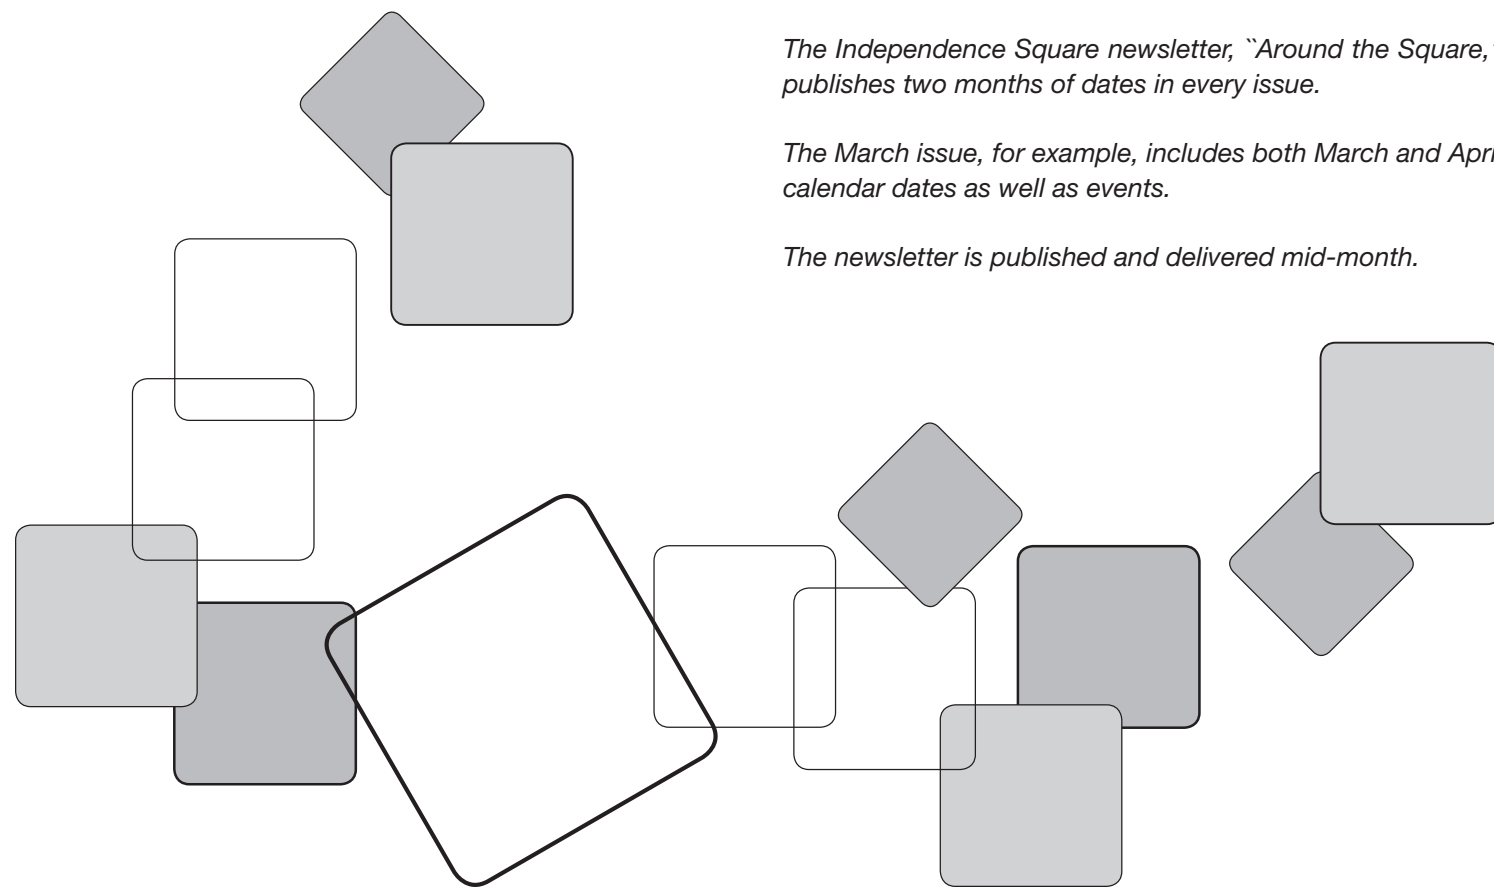 The Independence Square newsletter, ``Around the Square,
publishes two months of dates in every issue.
The March issue, for example, includes both March and Apri
calendar dates as well as events.
The newsletter is published and delivered mid-month.